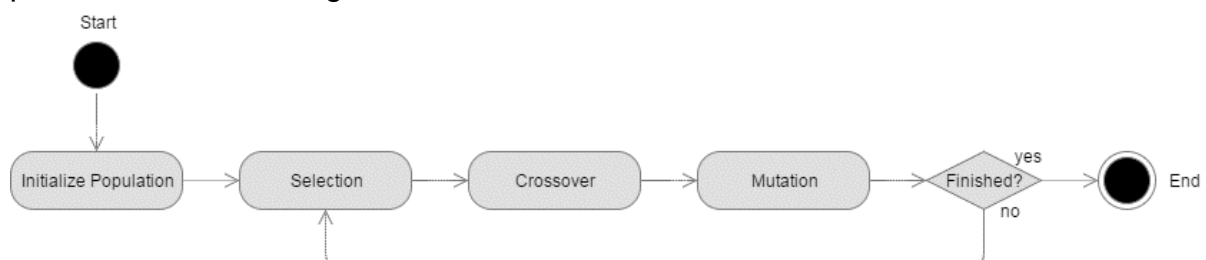 Start
Initialize Population
Selection
Crossover
Mutation
Finished?
yes
no
End